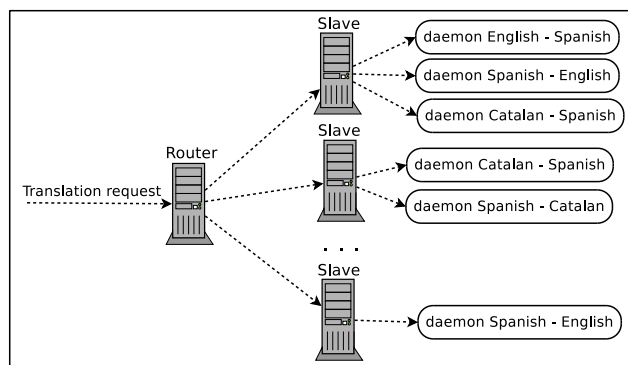 Slave
daemon English - Spanish
daemon Spanish - English
daemon Catalan - Spanish
Slave
Router
daemon Catalan - Spanish
Translation request
daemon Spanish - Catalan
. . .
Slave
daemon Spanish - English